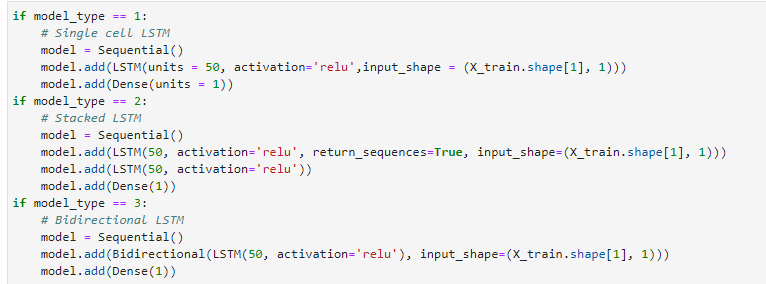 if model_type == 1:
    # Single cell LSTM
    model = Sequential()
    model.add(LSTM(units = 50, activation='relu',input_shape = (X_train.shape[1], 1)))
    model.add(Dense(units = 1))
if model_type == 2:
    # Stacked LSTM
    model = Sequential()
    model.add(LSTM(50, activation='relu', return_sequences=True, input_shape=(X_train.shape[1], 1)))
    model.add(LSTM(50, activation='relu'))
    model.add(Dense(1))
if model_type == 3:
    # Bidirectional LSTM
    model = Sequential()
    model.add(Bidirectional(LSTM(50, activation='relu'), input_shape=(X_train.shape[1], 1)))
    model.add(Dense(1))